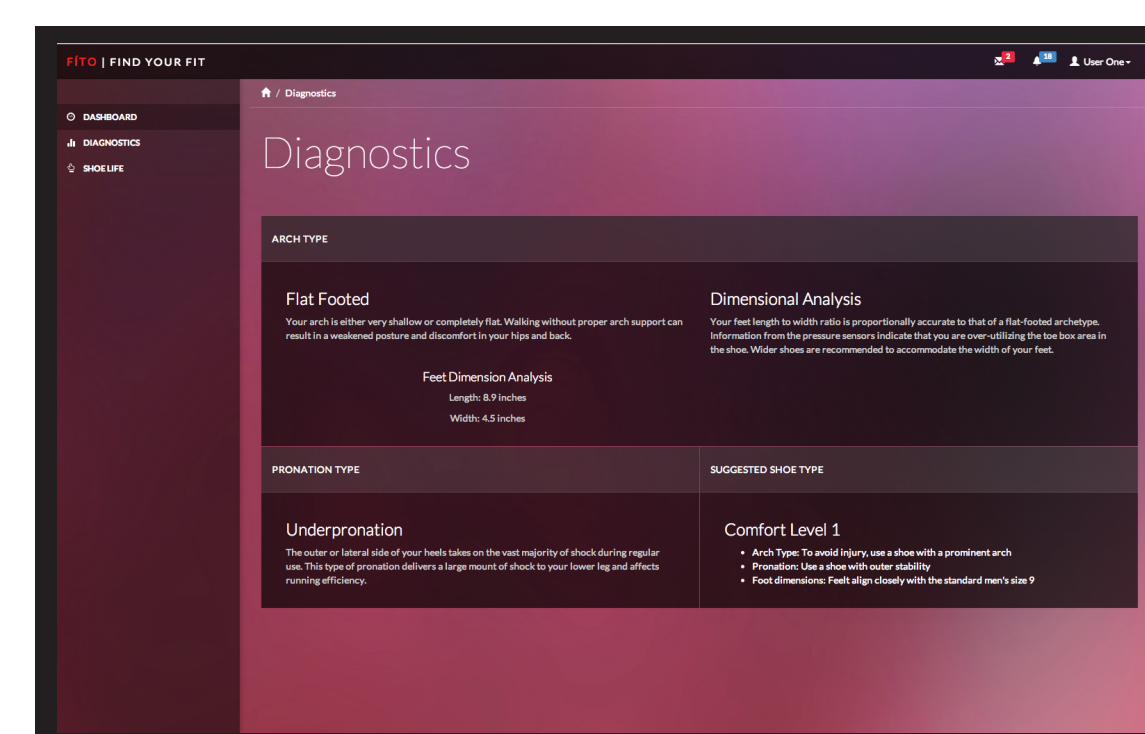 FÍTO | FIND YOUR FIT
2
18
User One
/ Diagnostics
DASHBOARD
DIAGNOSTICS
SHOE LIFE
Diagnostics
ARCH TYPE
Flat Footed
Your arch is either very shallow or completely flat. Walking without proper arch support can
result in a weakened posture and discomfort in your hips and back.
Feet Dimension Analysis
Length: 8.9 inches
Width: 4.5 inches
Dimensional Analysis
Your feet length to width ratio is proportionally accurate to that of a flat-footed archetype.
Information from the pressure sensors indicate that you are over-utilizing the toe box area in
the shoe. Wider shoes are recommended to accommodate the width of your feet.
PRONATION TYPE
Underpronation
The outer or lateral side of your heels takes on the vast majority of shock during regular
use. This type of pronation delivers a large mount of shock to your lower leg and affects
running efficiency.
SUGGESTED SHOE TYPE
Comfort Level 1
• Arch Type: To avoid injury, use a shoe with a prominent arch
• Pronation: Use a shoe with outer stability
• Foot dimensions: Feelt align closely with the standard men's size 9